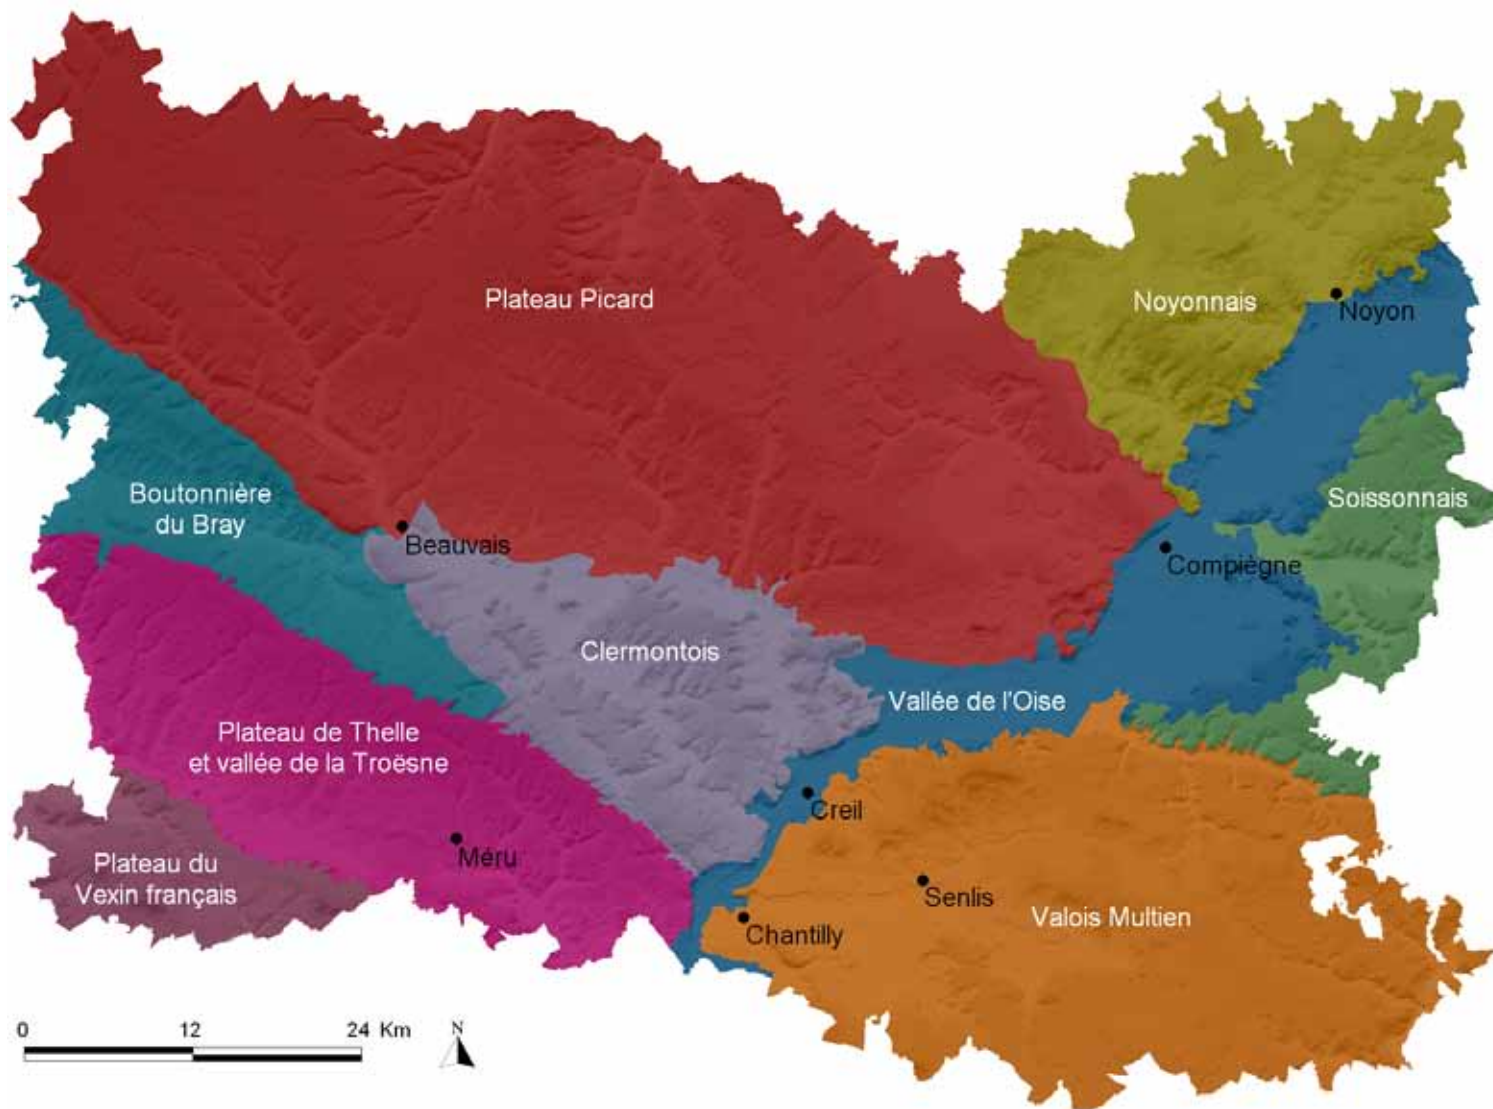 Plateau Picard
Noyonnais
Noyon
Boutonnière
du Bray
Soissonnais
Beauvais
Compiègne
Clermontois
Vallée de l'Oise
Plateau de Thelle
et vallée de la Troësne
Creil
Méru
Plateau du
Vexin français
Senlis
Valois Multien
Chantilly
0 12 24 Km
N